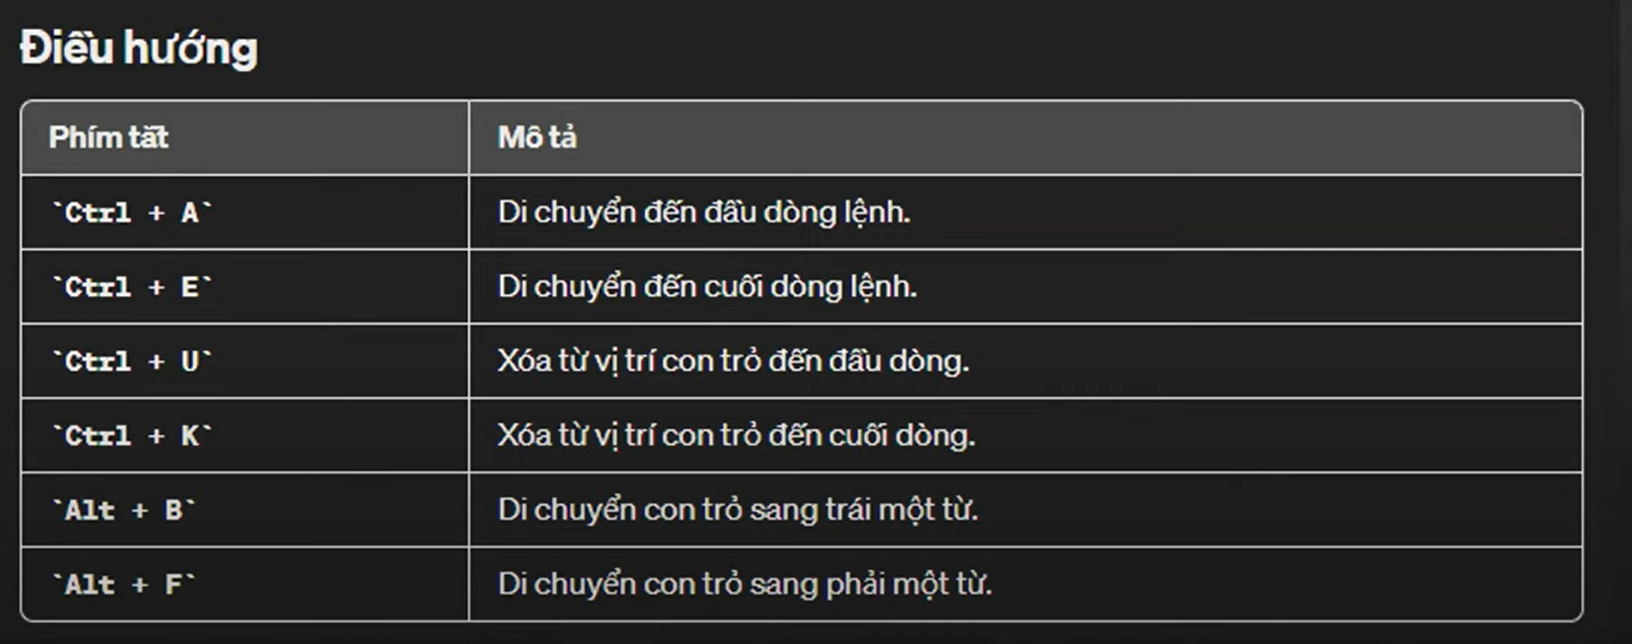 Điều hướng
Phím tắt Mô tả
`Ctrl + A` Di chuyển đến đầu dòng lệnh.
`Ctrl + E` Di chuyển đến cuối dòng lệnh.
`Ctrl + U` Xóa từ vị trí con trỏ đến đầu dòng.
`Ctrl + K` Xóa từ vị trí con trỏ đến cuối dòng.
`Alt + B` Di chuyển con trỏ sang trái một từ.
`Alt + F` Di chuyển con trỏ sang phải một từ.